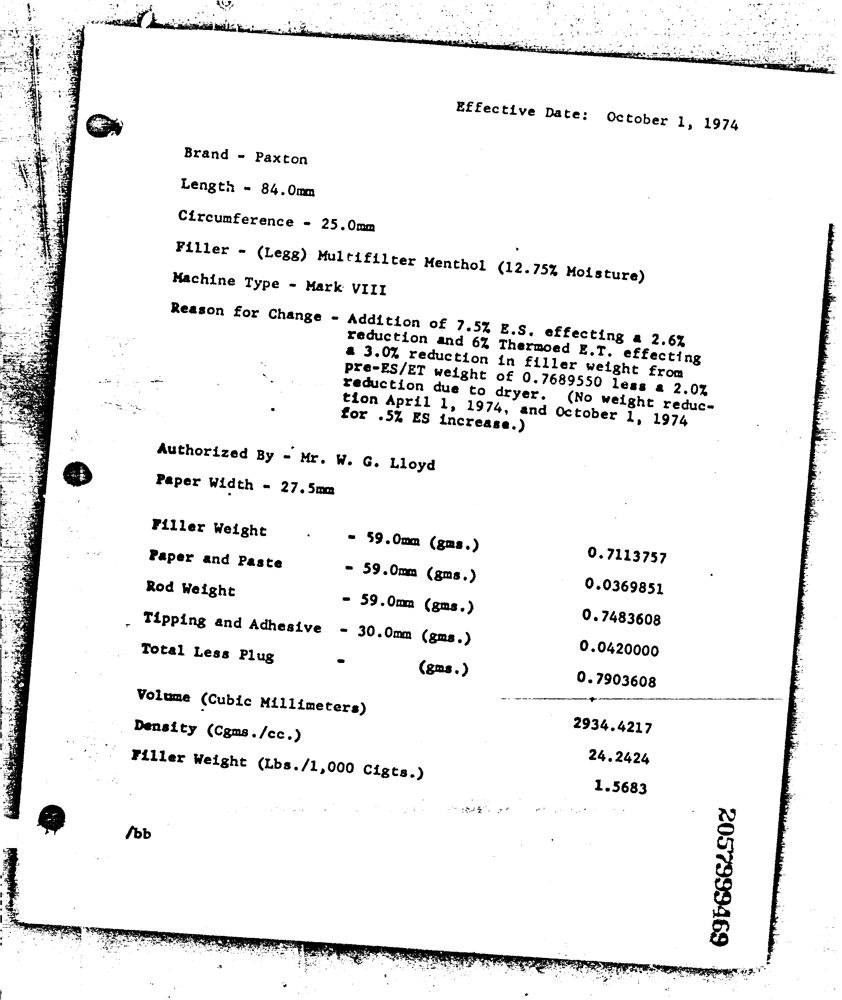 Effective Date: October 1, 1974
Brand - Paxton
Length - 84.0mm
Circumference - 25.0mm
Filler - (Legg) Multifilter Menthol (12.75% Moisture)
Machine Type - Mark VIII
Reason for Change - Addition of 7.5% E.S. effecting a 2.6%
reduction and 6% Thermoed E.T. effecting
a 3.0% reduction in filler weight from
pre-ES/ET weight of 0.7689550 less a 2.0%
reduction due to dryer. (No weight reduc-
tion April 1, 1974, and October 1, 1974
for .5% ES increase.)
Authorized By - Mr. W. G. Lloyd
Paper Width - 27.5mm
Filler Weight - 59.0mm (gms.) 0.7113757
Paper and Paste - 59.0mm (gms.) 0.0369851
Rod Weight - 59.0mm (gms.) 0.7483608
Tipping and Adhesive - 30.0mm (gms.) 0.0420000
Total Less Plug - (gms.) 0.7903608
Volume (Cubic Millimeters) 2934.4217
Density (Cgms./cc.) 24.2424
Filler Weight (Lbs./1,000 Cigts.) 1.5683
/bb
2057999469